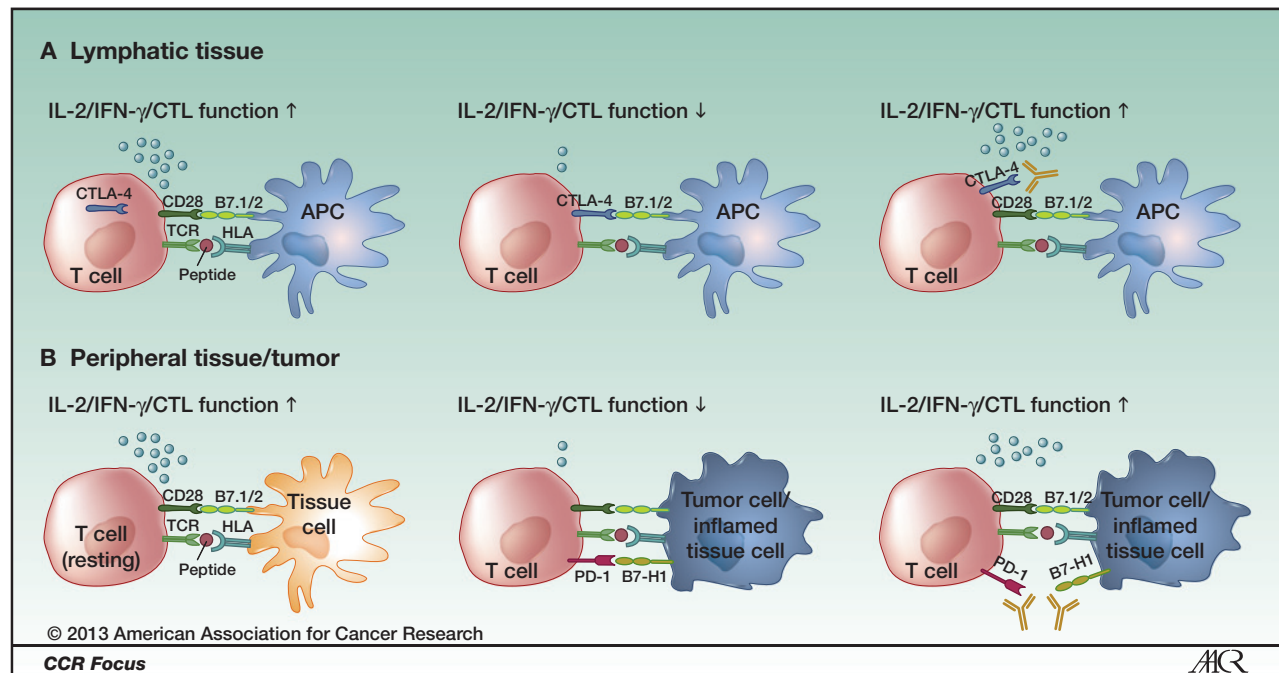 A Lymphatic tissue
IL-2/IFN-γ/CTL function ↑
CTLA-4
CD28 B7.1/2
TCR HLA
Peptide
T cell
APC
IL-2/IFN-γ/CTL function ↓
CTLA-4 B7.1/2
T cell
APC
IL-2/IFN-γ/CTL function ↑
CTLA-4
CD28 B7.1/2
T cell
APC
B Peripheral tissue/tumor
IL-2/IFN-γ/CTL function ↑
CD28 B7.1/2
TCR HLA
Peptide
T cell
(resting)
Tissue
cell
IL-2/IFN-γ/CTL function ↓
T cell
PD-1 B7-H1
Tumor cell/
inflamed
tissue cell
IL-2/IFN-γ/CTL function ↑
CD28 B7.1/2
T cell
PD-1 B7-H1
Tumor cell/
inflamed
tissue cell
© 2013 American Association for Cancer Research
CCR Focus
AACR